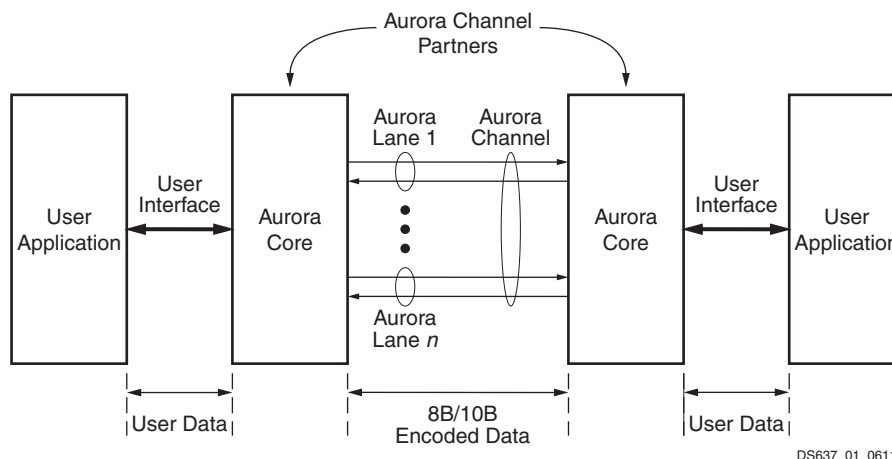 Aurora Channel
Partners
Aurora
Lane 1
Aurora
Channel
User
Interface
User
Interface
User
Application
Aurora
Core
Aurora
Core
User
Application
Aurora
Lane n
User Data
8B/10B
Encoded Data
User Data